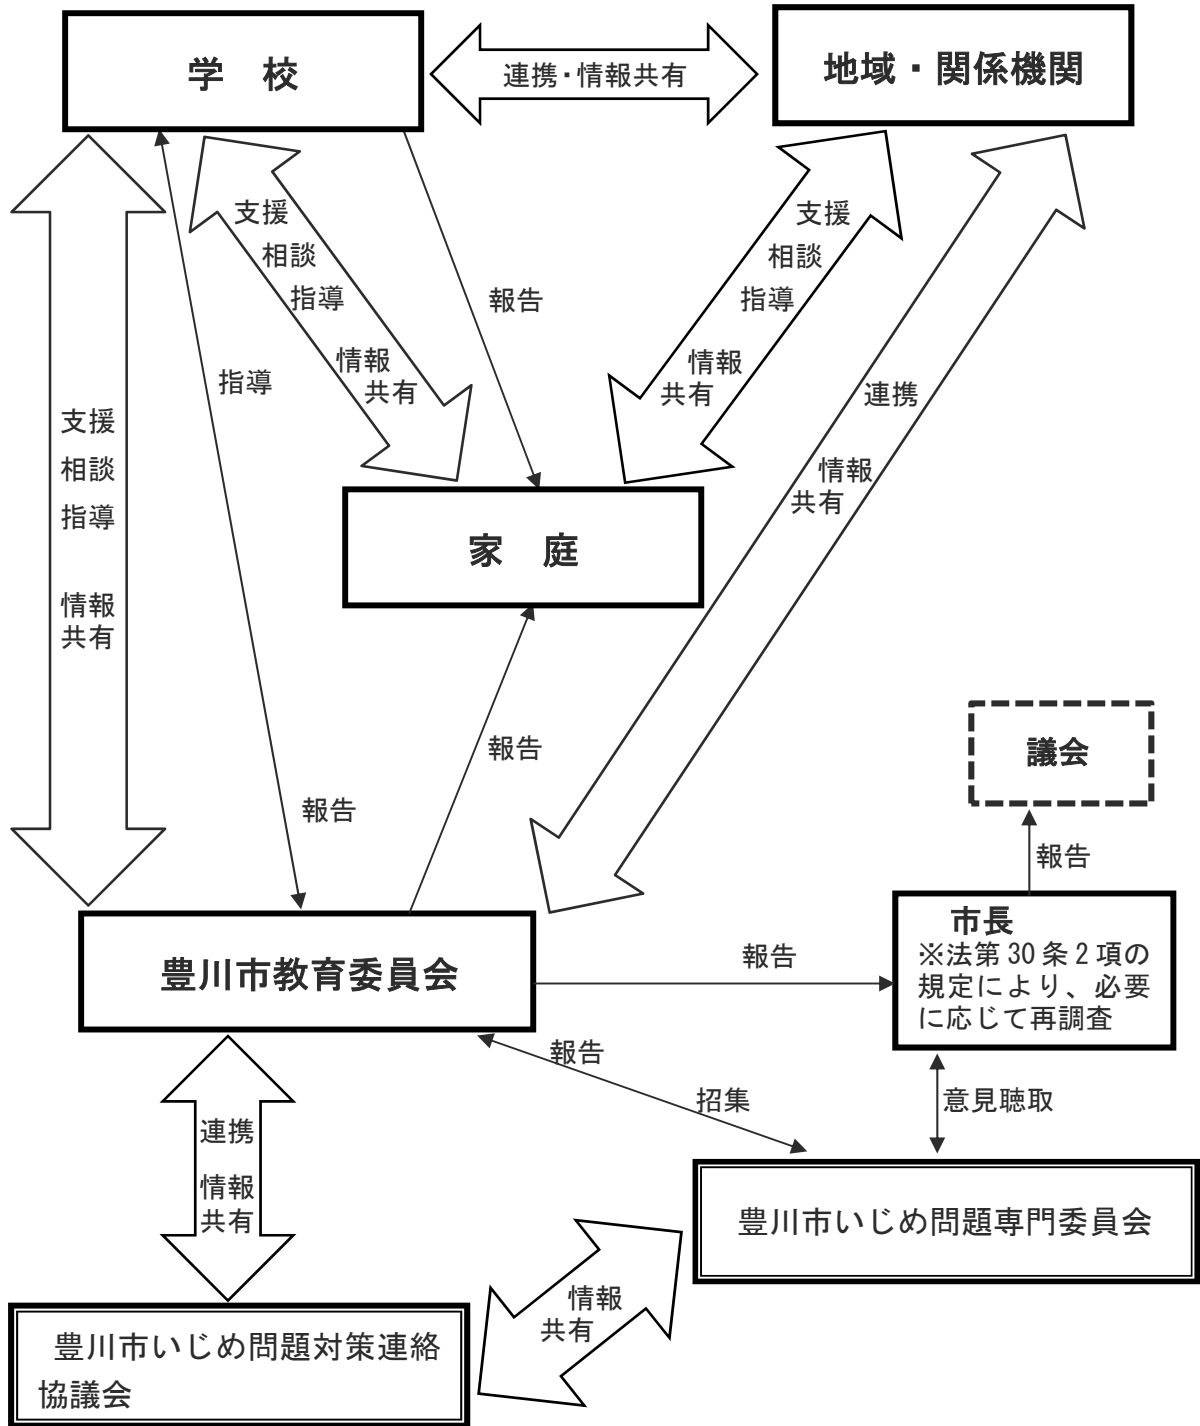 学　校
連携・情報共有
地域・関係機関
支援
相談
指導
情報
共有
報告
支援
相談
指導
情報
共有
指導
連携
情報
共有
支援
相談
指導
情報
共有
家　庭
報告
報告
議会
報告
豊川市教育委員会
報告
市長
※法第30条2項の
規定により、必要
に応じて再調査
報告
招集
意見聴取
連携
情報
共有
豊川市いじめ問題専門委員会
情報
共有
豊川市いじめ問題対策連絡
協議会